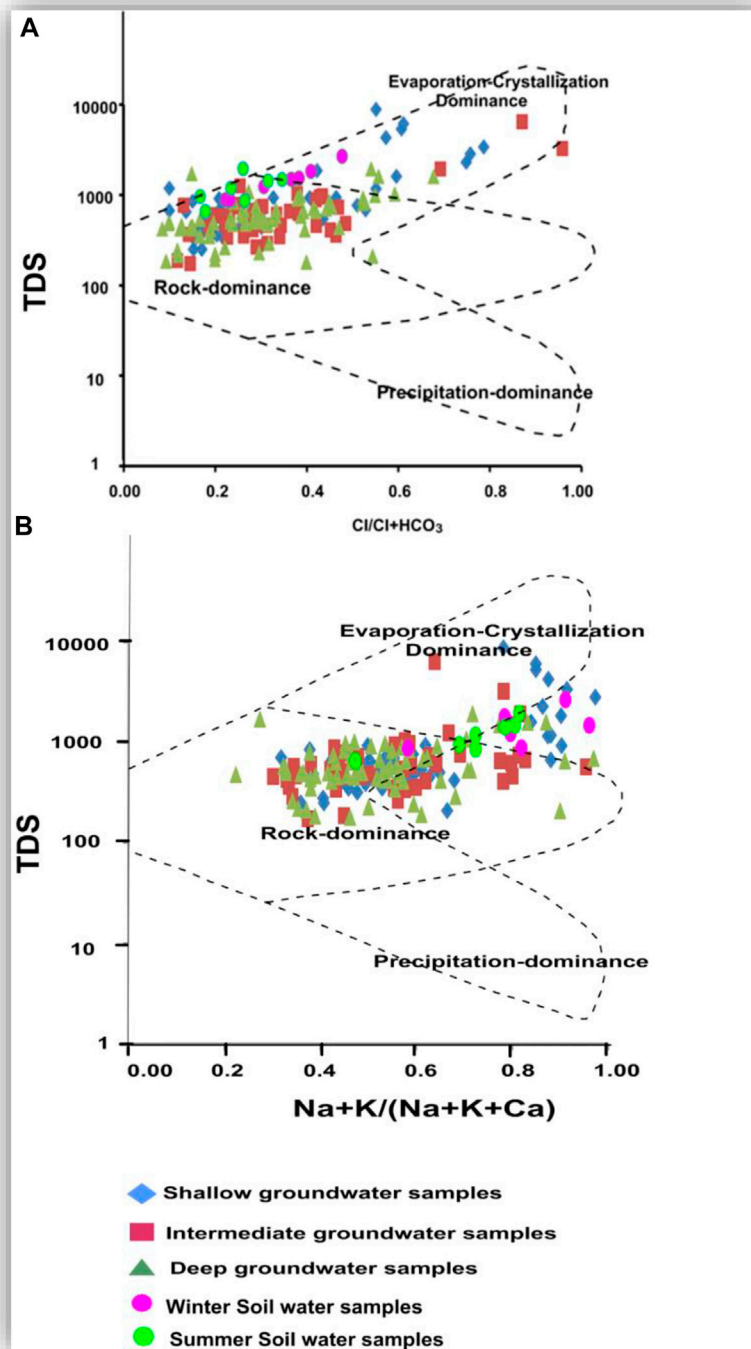 A
Evaporation-Crystallization
Dominance
10000
1000
TDS
100
Rock-dominance
10
Precipitation-dominance
1
0.00 0.2 0.4 0.6 0.8 1.00
Cl/Cl+HCO₃
B
Evaporation-Crystallization
Dominance
10000
1000
TDS
100
Rock-dominance
10
Precipitation-dominance
1
0.00 0.2 0.4 0.6 0.8 1.00
Na+K/(Na+K+Ca)
Shallow groundwater samples
Intermediate groundwater samples
Deep groundwater samples
Winter Soil water samples
Summer Soil water samples